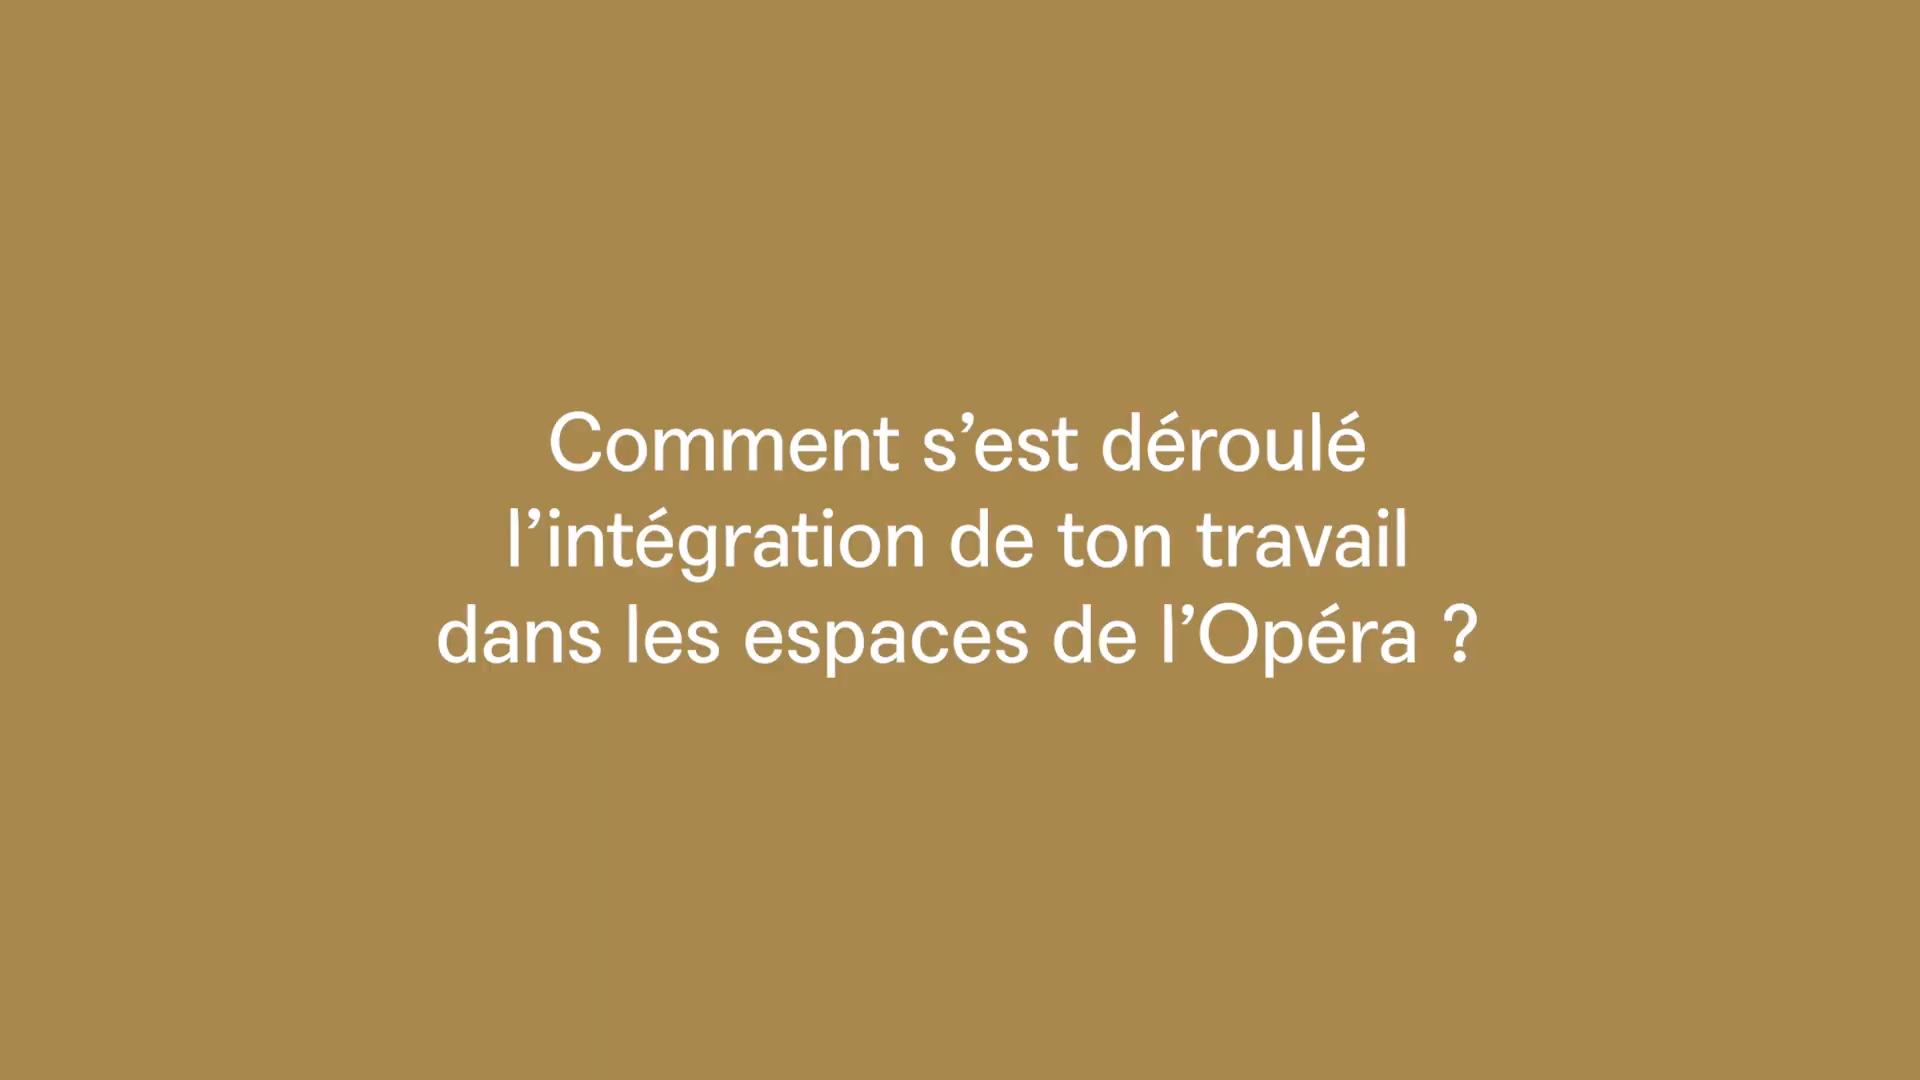 Comment s’est déroulé
l’intégration de ton travail
dans les espaces de l’Opéra ?